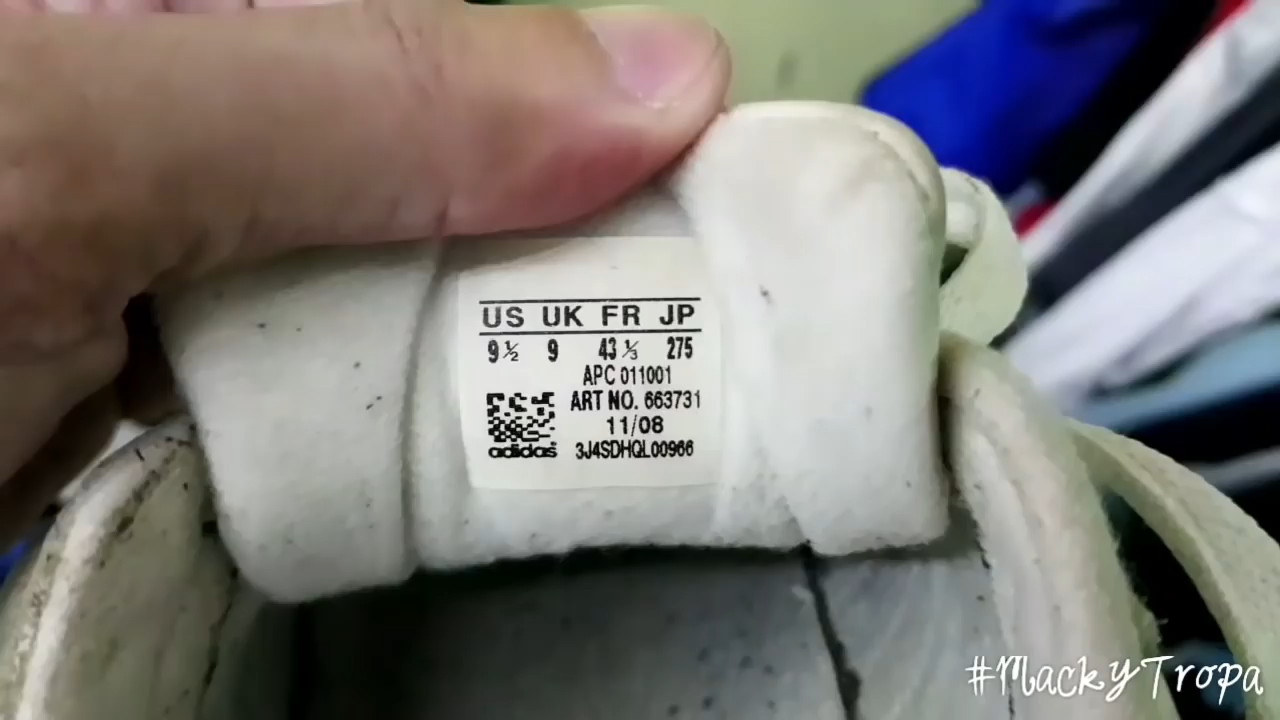 US UK FR JP
9½ 9 43⅓ 275
APC 011001
ART NO. 663731
11/08
adidas 3J4SDHQL00966
#MackyTropa